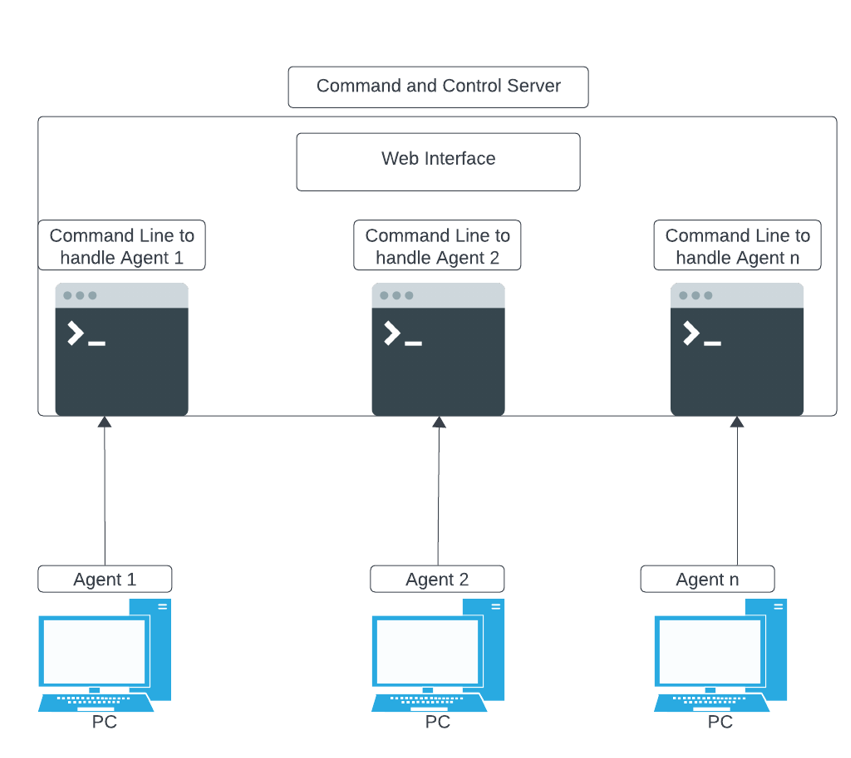 Command and Control Server
Web Interface
Command Line to
handle Agent 1
Command Line to
handle Agent 2
Command Line to
handle Agent n
>_
>_
>_
Agent 1
Agent 2
Agent n
PC
PC
PC